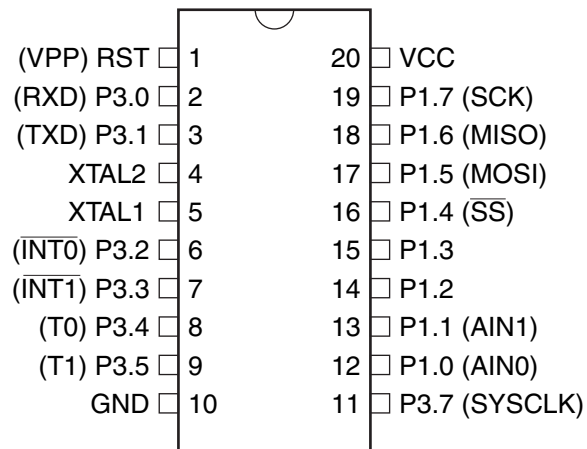 (VPP) RST 1 20 VCC
(RXD) P3.0 2 19 P1.7 (SCK)
(TXD) P3.1 3 18 P1.6 (MISO)
XTAL2 4 17 P1.5 (MOSI)
XTAL1 5 16 P1.4 (S̅S̅)
(I̅N̅T̅0̅) P3.2 6 15 P1.3
(I̅N̅T̅1̅) P3.3 7 14 P1.2
(T0) P3.4 8 13 P1.1 (AIN1)
(T1) P3.5 9 12 P1.0 (AIN0)
GND 10 11 P3.7 (SYSCLK)